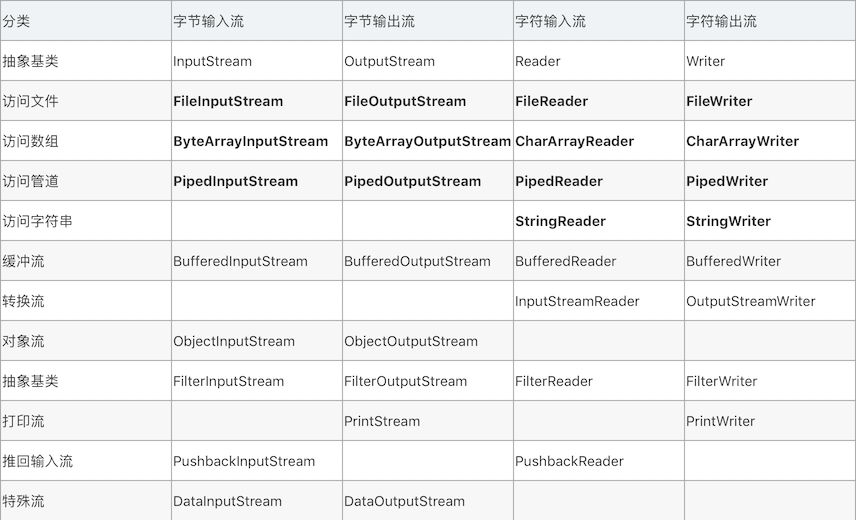 分类 字节输入流 字节输出流 字符输入流 字符输出流
抽象基类 InputStream OutputStream Reader Writer
访问文件 FileInputStream FileOutputStream FileReader FileWriter
访问数组 ByteArrayInputStream ByteArrayOutputStream CharArrayReader CharArrayWriter
访问管道 PipedInputStream PipedOutputStream PipedReader PipedWriter
访问字符串 StringReader StringWriter
缓冲流 BufferedInputStream BufferedOutputStream BufferedReader BufferedWriter
转换流 InputStreamReader OutputStreamWriter
对象流 ObjectInputStream ObjectOutputStream
抽象基类 FilterInputStream FilterOutputStream FilterReader FilterWriter
打印流 PrintStream PrintWriter
推回输入流 PushbackInputStream PushbackReader
特殊流 DataInputStream DataOutputStream